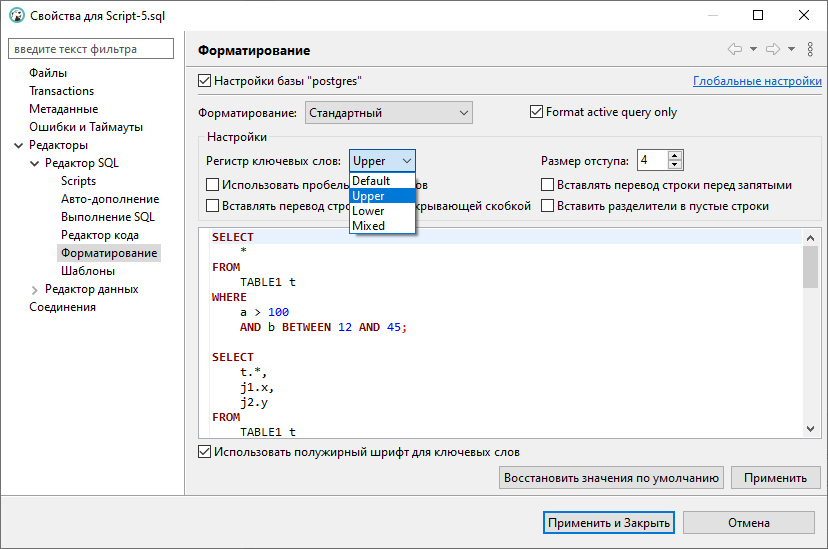 Свойства для Script-5.sql
введите текст фильтра
Файлы
Transactions
Метаданные
Ошибки и Таймауты
Редакторы
Редактор SQL
Scripts
Авто-дополнение
Выполнение SQL
Редактор кода
Форматирование
Шаблоны
Редактор данных
Соединения
Форматирование
Настройки базы "postgres"
Глобальные настройки
Форматирование: Стандартный
Format active query only
Настройки
Регистр ключевых слов: Upper
Размер отступа: 4
Default
Upper
Lower
Mixed
Использовать пробелы
Вставлять перевод строки перед запятыми
Вставлять перевод крывающей скобкой
Вставить разделители в пустые строки
SELECT
*
FROM
TABLE1 t
WHERE
a > 100
AND b BETWEEN 12 AND 45;
SELECT
t.*,
j1.x,
j2.y
FROM
TABLE1 t
Использовать полужирный шрифт для ключевых слов
Восстановить значения по умолчанию
Применить
Применить и Закрыть
Отмена